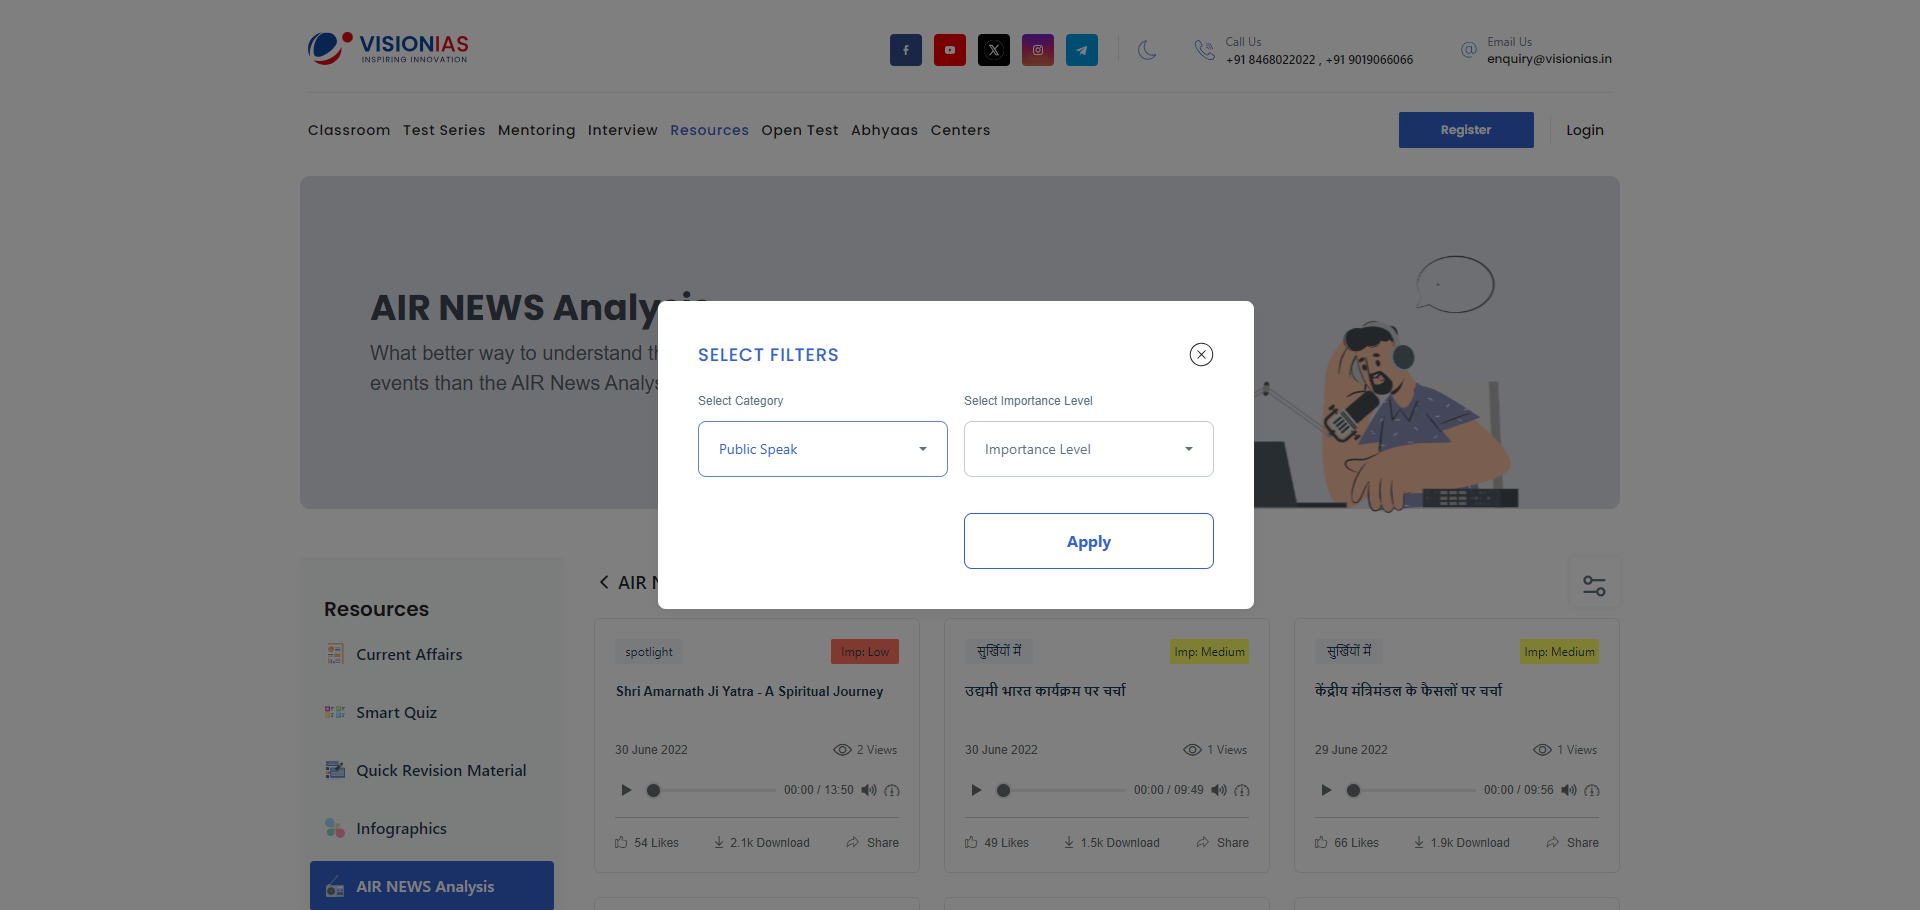 VISIONIAS
INSPIRING INNOVATION
Call Us
+91 8468022022 , +91 9019066066
Email Us
enquiry@visionias.in
Classroom Test Series Mentoring Interview Resources Open Test Abhyaas Centers
Register
Login
AIR NEWS Analysis
What better way to understand th
events than the AIR News Analys
SELECT FILTERS
Select Category
Select Importance Level
Public Speak
Importance Level
Apply
Resources
Current Affairs
Smart Quiz
Quick Revision Material
Infographics
AIR NEWS Analysis
AIR N
spotlight
Imp: Low
Shri Amarnath Ji Yatra - A Spiritual Journey
30 June 2022
2 Views
00:00 / 13:50
54 Likes
2.1k Download
Share
सुर्खियों में
Imp: Medium
उद्यमी भारत कार्यक्रम पर चर्चा
30 June 2022
1 Views
00:00 / 09:49
49 Likes
1.5k Download
Share
सुर्खियों में
Imp: Medium
केंद्रीय मंत्रिमंडल के फैसलों पर चर्चा
29 June 2022
1 Views
00:00 / 09:56
66 Likes
1.9k Download
Share